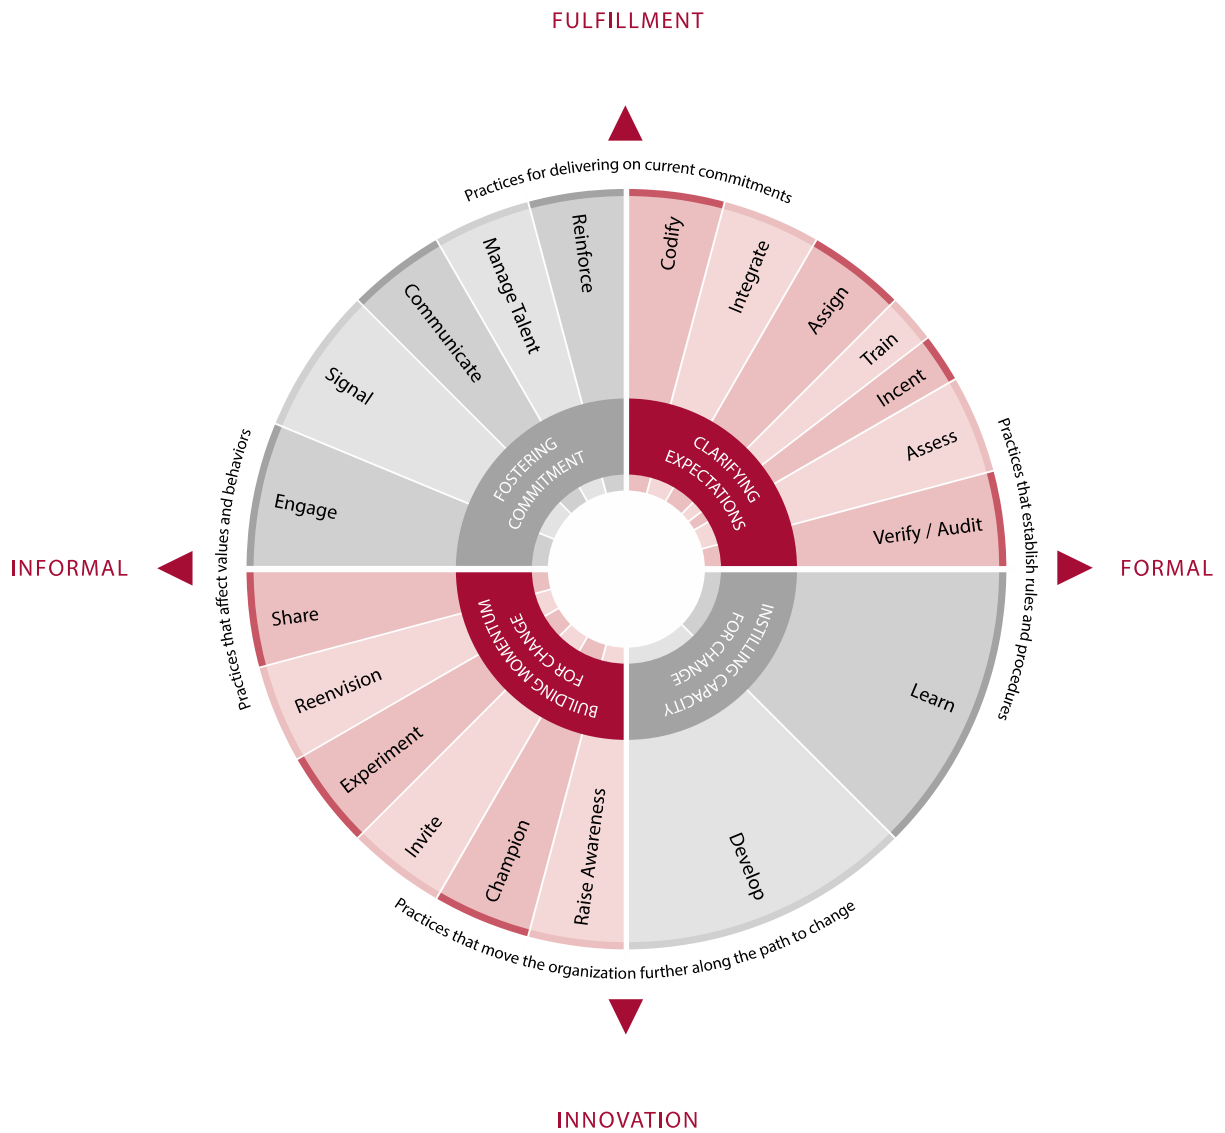 FULFILLMENT
Practices for delivering on current commitments
Reinforce
Codify
Manage Talent
Integrate
Communicate
Assign
Signal
Train
Incent
Engage
Assess
Verify / Audit
FOSTERING
COMMITMENT
CLARIFYING
EXPECTATIONS
Practices that affect values and behaviors
Practices that establish rules and procedures
INFORMAL
FORMAL
Share
Reenvision
Experiment
Invite
Champion
Raise Awareness
BUILDING MOMENTUM
FOR CHANGE
INSTILLING CAPACITY
FOR CHANGE
Learn
Develop
Practices that move the organization further along the path to change
INNOVATION